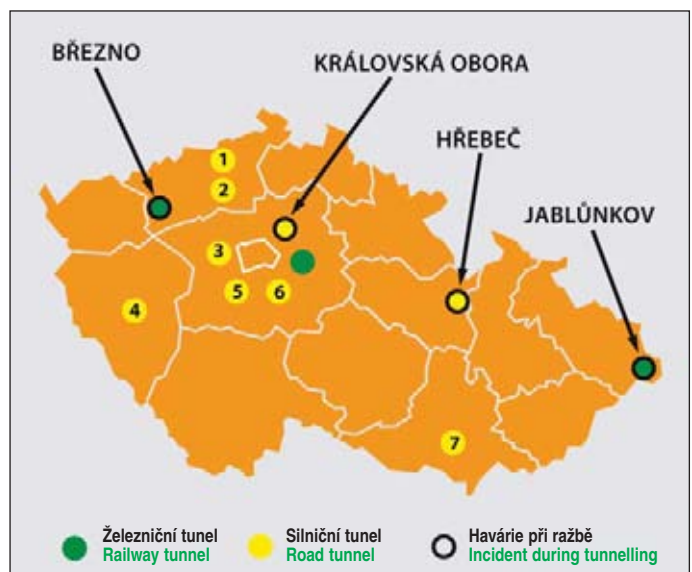 BŘEZNO
KRÁLOVSKÁ OBORA
HŘEBEČ
JABLŮNKOV
1
2
3
4
5
6
7
Železniční tunel
Railway tunnel
Silniční tunel
Road tunnel
Havárie při ražbě
Incident during tunnelling